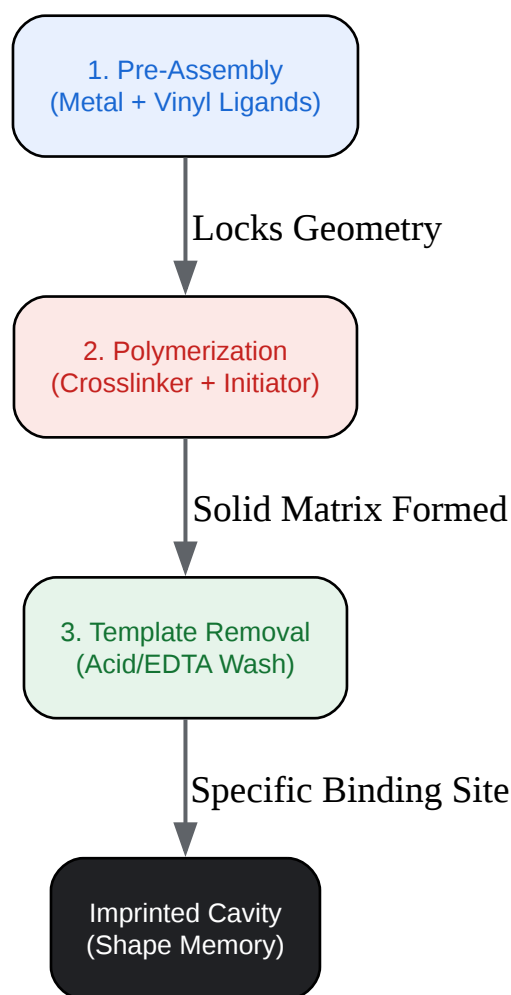 1. Pre-Assembly
(Metal + Vinyl Ligands)
Locks Geometry
2. Polymerization
(Crosslinker + Initiator)
Solid Matrix Formed
3. Template Removal
(Acid/EDTA Wash)
Specific Binding Site
Imprinted Cavity
(Shape Memory)